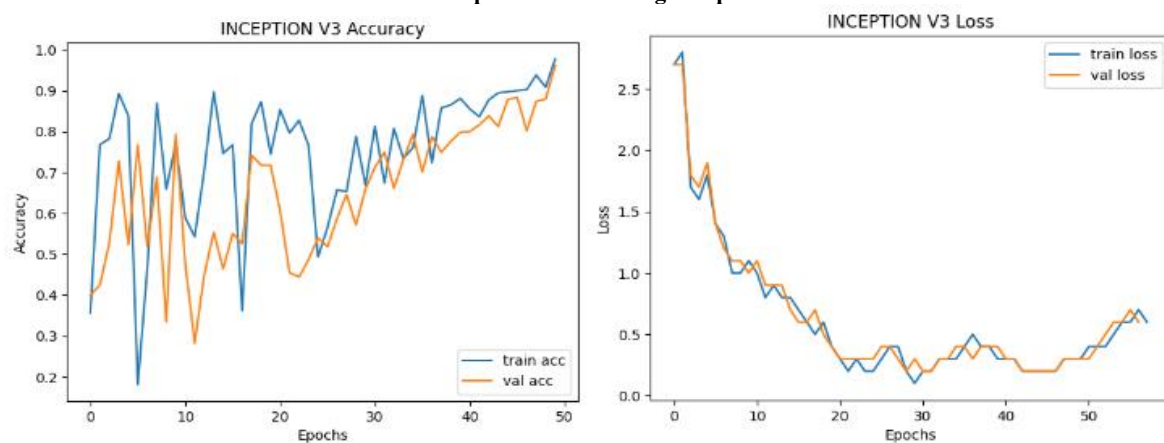 INCEPTION V3 Accuracy
1.0
0.9
0.8
0.7
0.6
0.5
0.4
0.3
0.2
Accuracy
train acc
val acc
0 10 20 30 40 50
Epochs
INCEPTION V3 Loss
train loss
val loss
2.5
2.0
1.5
1.0
0.5
0.0
Loss
0 10 20 30 40 50
Epochs